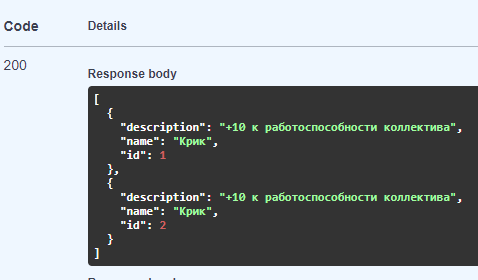 Code Details
200
Response body
[
  {
    "description": "+10 к работоспособности коллектива",
    "name": "Крик",
    "id": 1
  },
  {
    "description": "+10 к работоспособности коллектива",
    "name": "Крик",
    "id": 2
  }
]